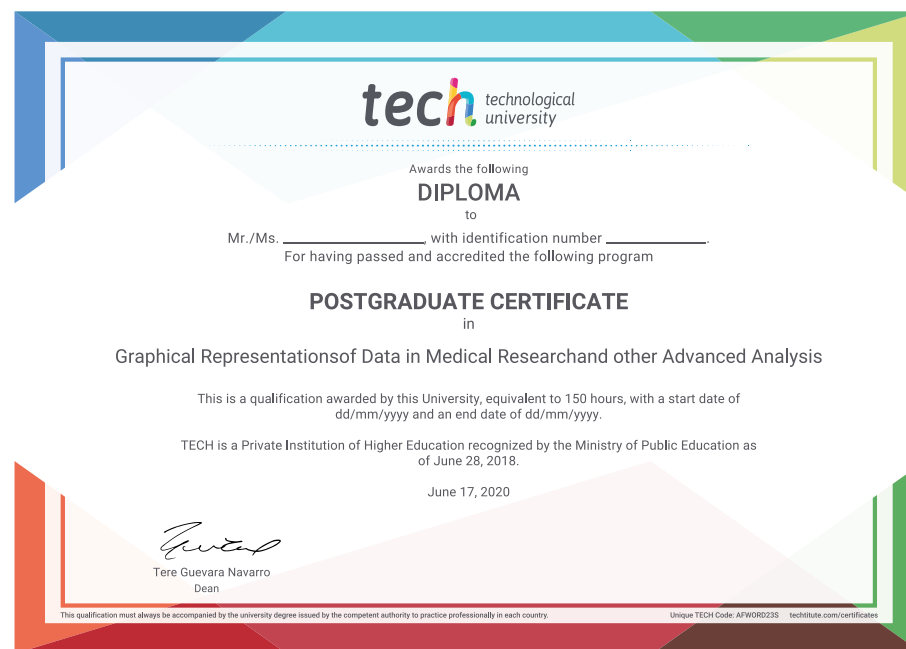 tech technological
university
Awards the following
DIPLOMA
to
Mr./Ms. ____________________, with identification number ______________.
For having passed and accredited the following program
POSTGRADUATE CERTIFICATE
in
Graphical Representationsof Data in Medical Researchand other Advanced Analysis
This is a qualification awarded by this University, equivalent to 150 hours, with a start date of
dd/mm/yyyy and an end date of dd/mm/yyyy.
TECH is a Private Institution of Higher Education recognized by the Ministry of Public Education as
of June 28, 2018.
June 17, 2020
Tere Guevara Navarro
Dean
This qualification must always be accompanied by the university degree issued by the competent authority to practice professionally in each country. Unique TECH Code: AFWORD23S techtitute.com/certificates